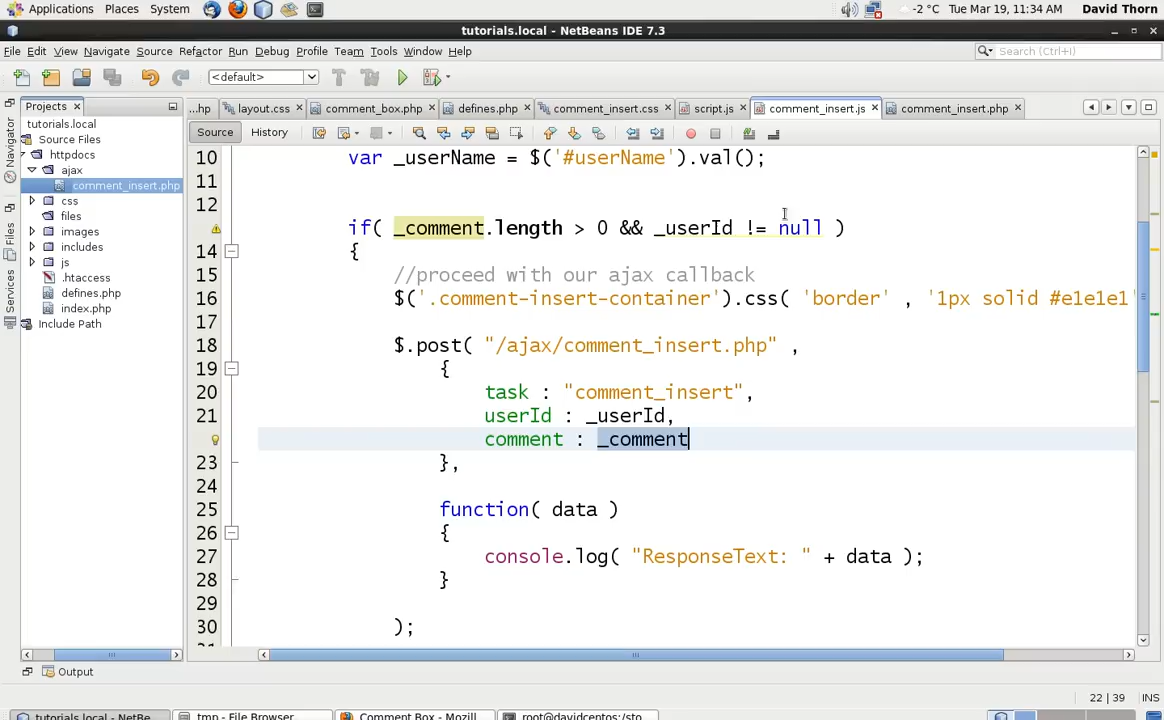 Applications Places System -2 °C Tue Mar 19, 11:34 AM David Thorn
tutorials.local - NetBeans IDE 7.3
File Edit View Navigate Source Refactor Run Debug Profile Team Tools Window Help Search (Ctrl+I)
<default>
Projects ...hp layout.css comment_box.php defines.php comment_insert.css script.js comment_insert.js comment_insert.php
Navigator
Files
Services
tutorials.local
Source Files
httpdocs
ajax
comment_insert.php
css
files
images
includes
js
.htaccess
defines.php
index.php
Include Path
Source History
10 var _userName = $('#userName').val();
11
12
if( _comment.length > 0 && _userId != null )
14 {
15 //proceed with our ajax callback
16 $('.comment-insert-container').css( 'border' , '1px solid #e1e1e1'
17
18 $.post( "/ajax/comment_insert.php" ,
19 {
20 task : "comment_insert",
21 userId : _userId,
comment : _comment
23 },
24
25 function( data )
26 {
27 console.log( "ResponseText: " + data );
28 }
29
30 );
Output
22 | 39 INS
tutorials.local - NetBe... tmp - File Browser Comment Box - Mozill... root@davidcentos:/sto...